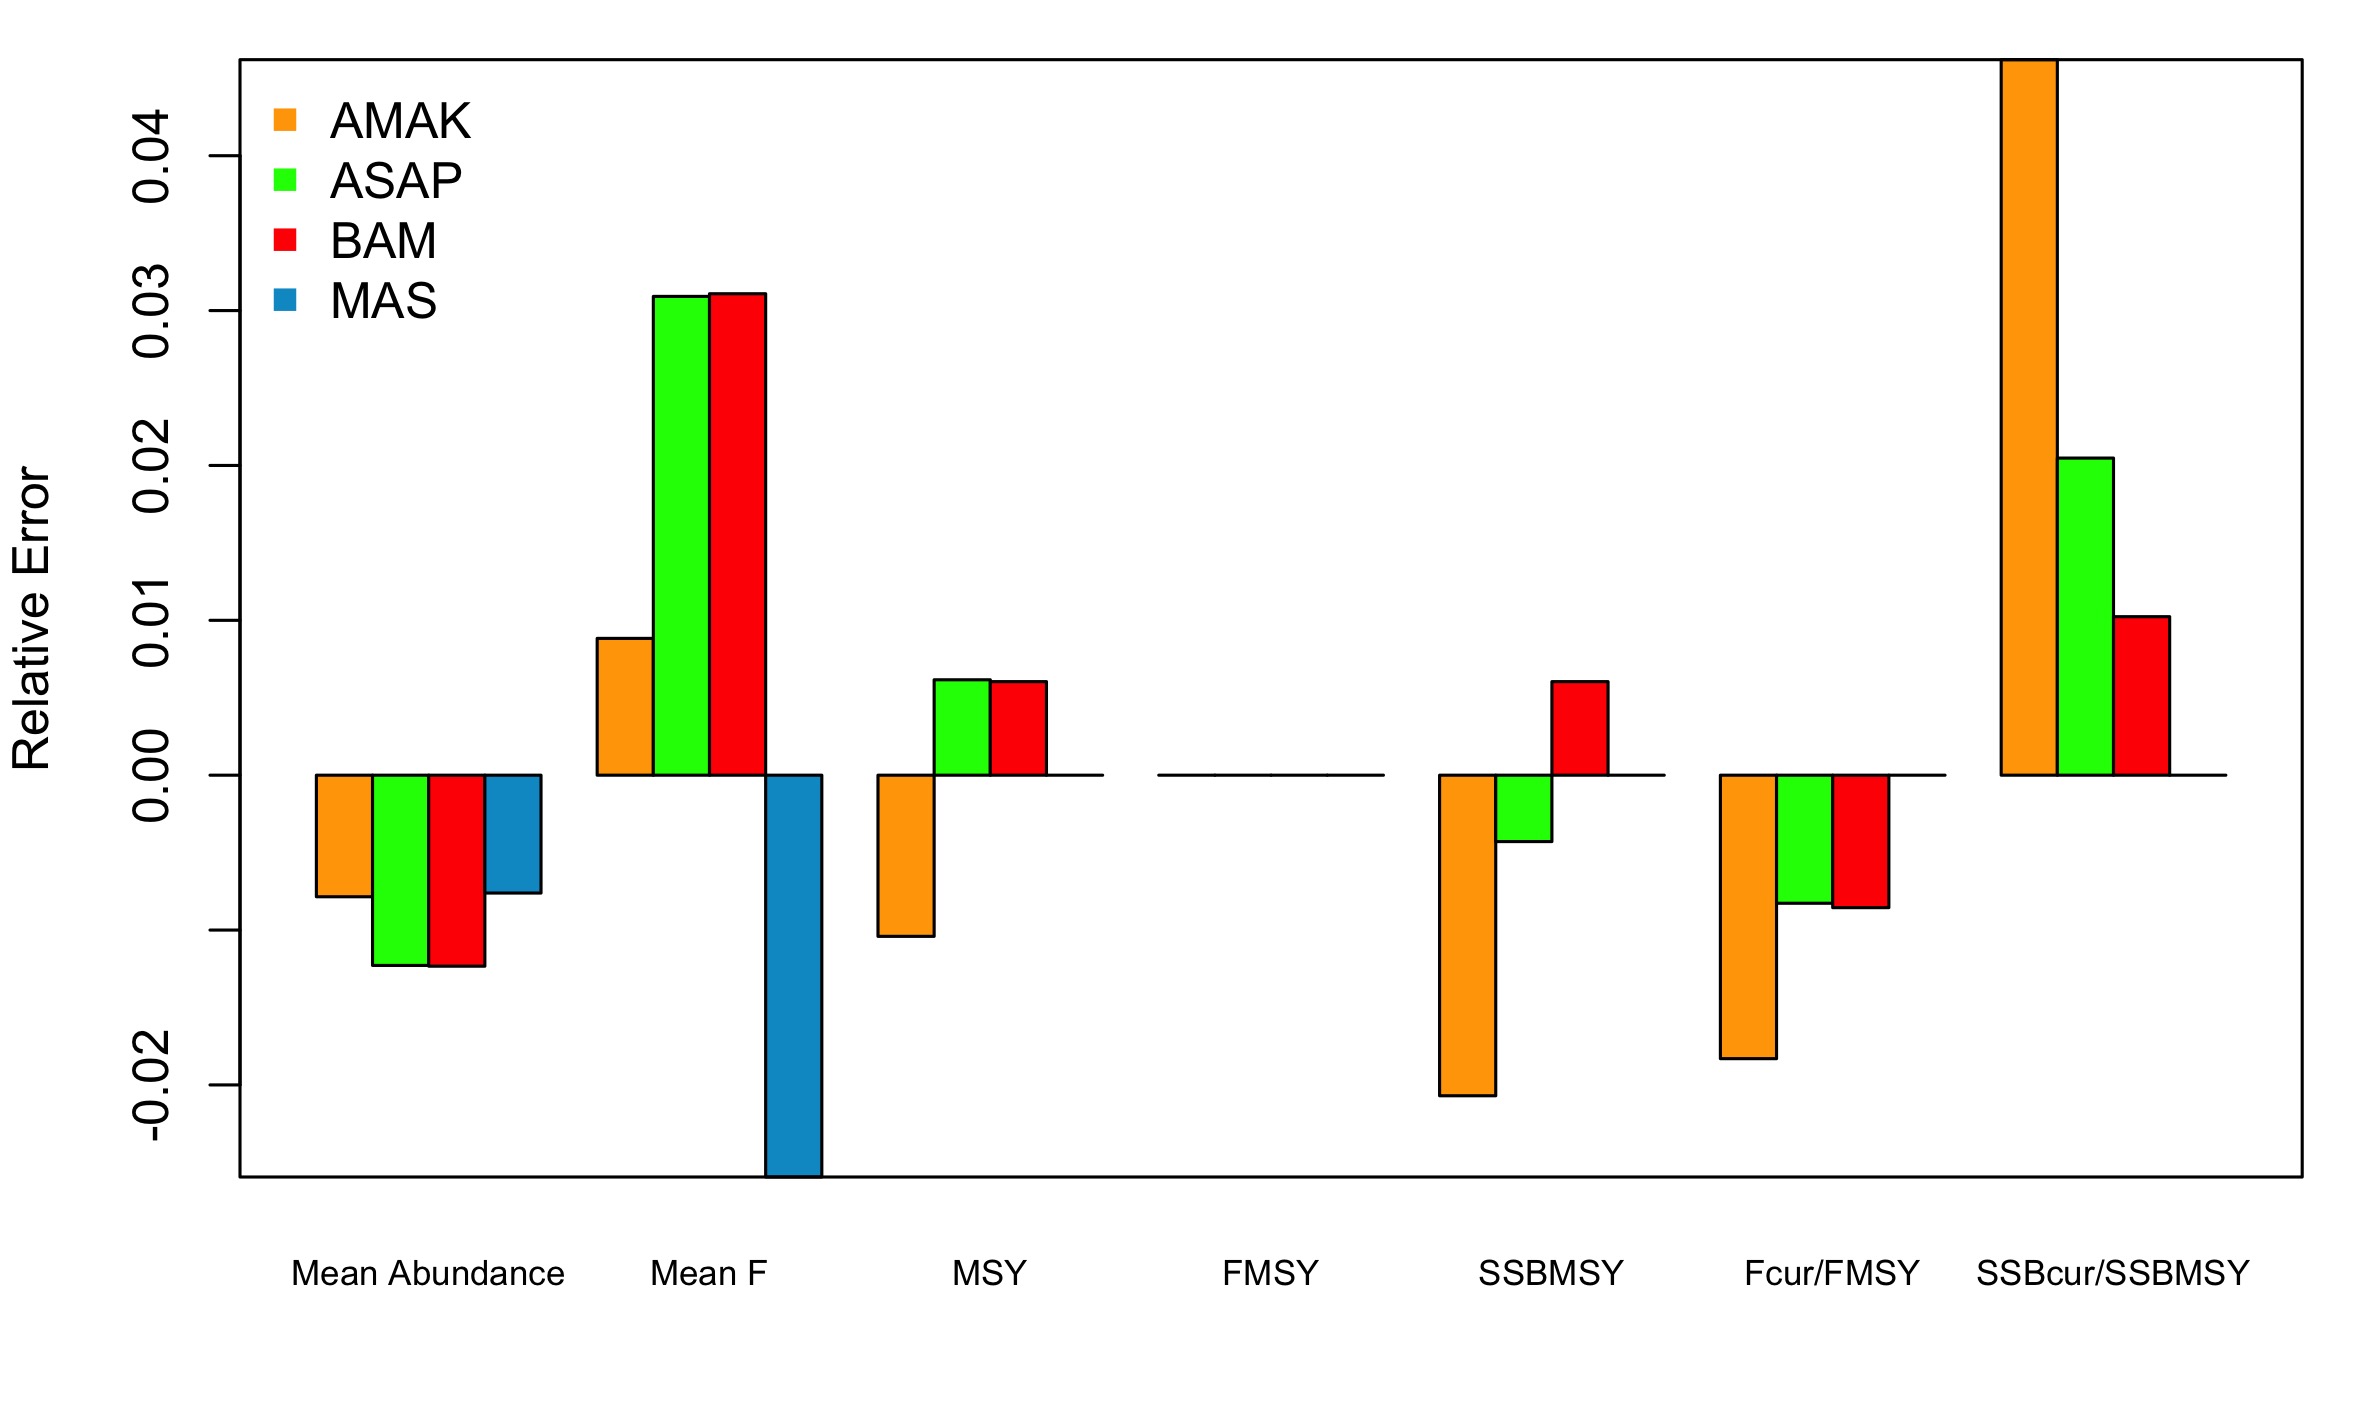 AMAK
ASAP
BAM
MAS
Relative Error
0.04
0.03
0.02
0.01
0.00
-0.02
Mean Abundance Mean F MSY FMSY SSBMSY Fcur/FMSY SSBcur/SSBMSY